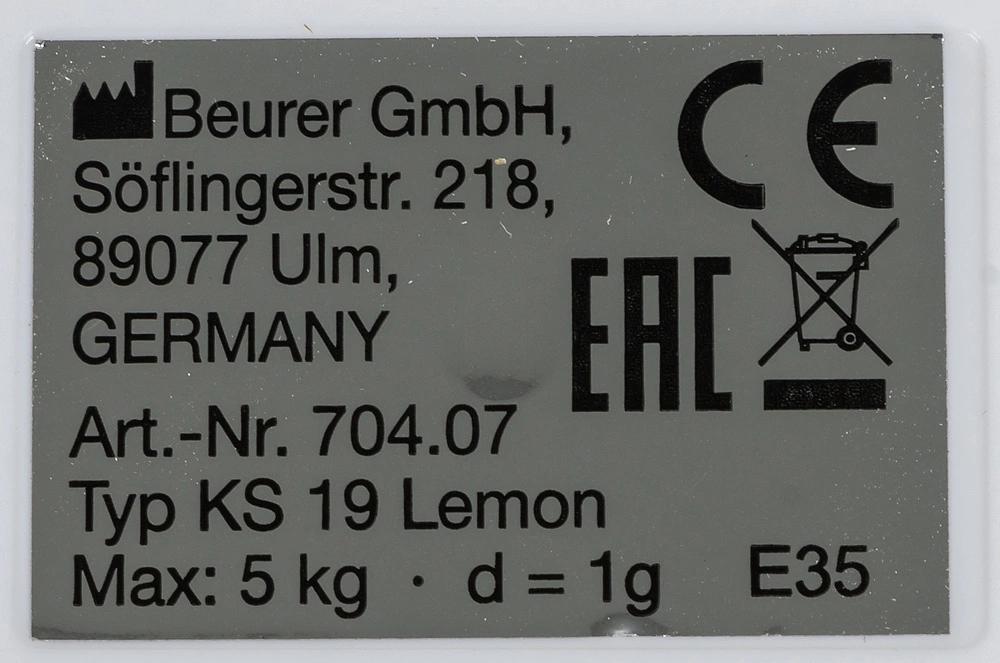 Beurer GmbH,
Söflingerstr. 218,
89077 Ulm,
GERMANY
CE
EAC
Art.-Nr. 704.07
Typ KS 19 Lemon
Max: 5 kg · d = 1g
E35